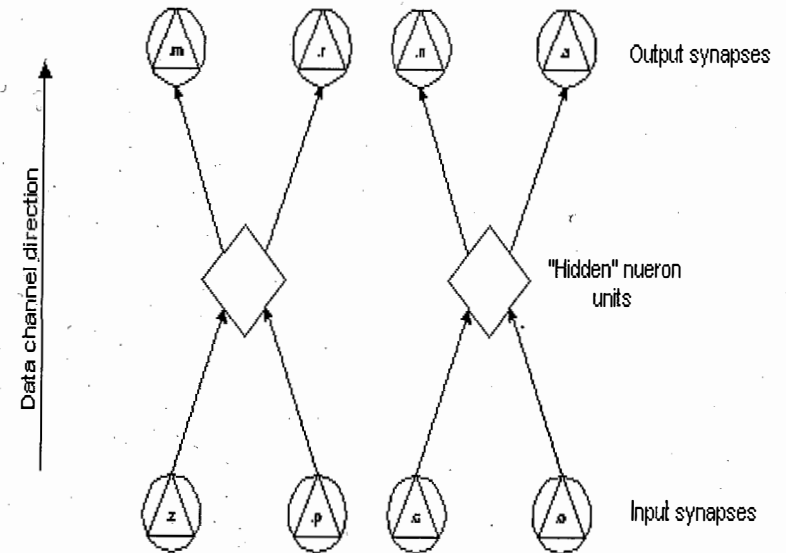 .m .r .n .a
Output synapses
Data channel direction
"Hidden" nueron
units
.z .p .c .o
Input synapses